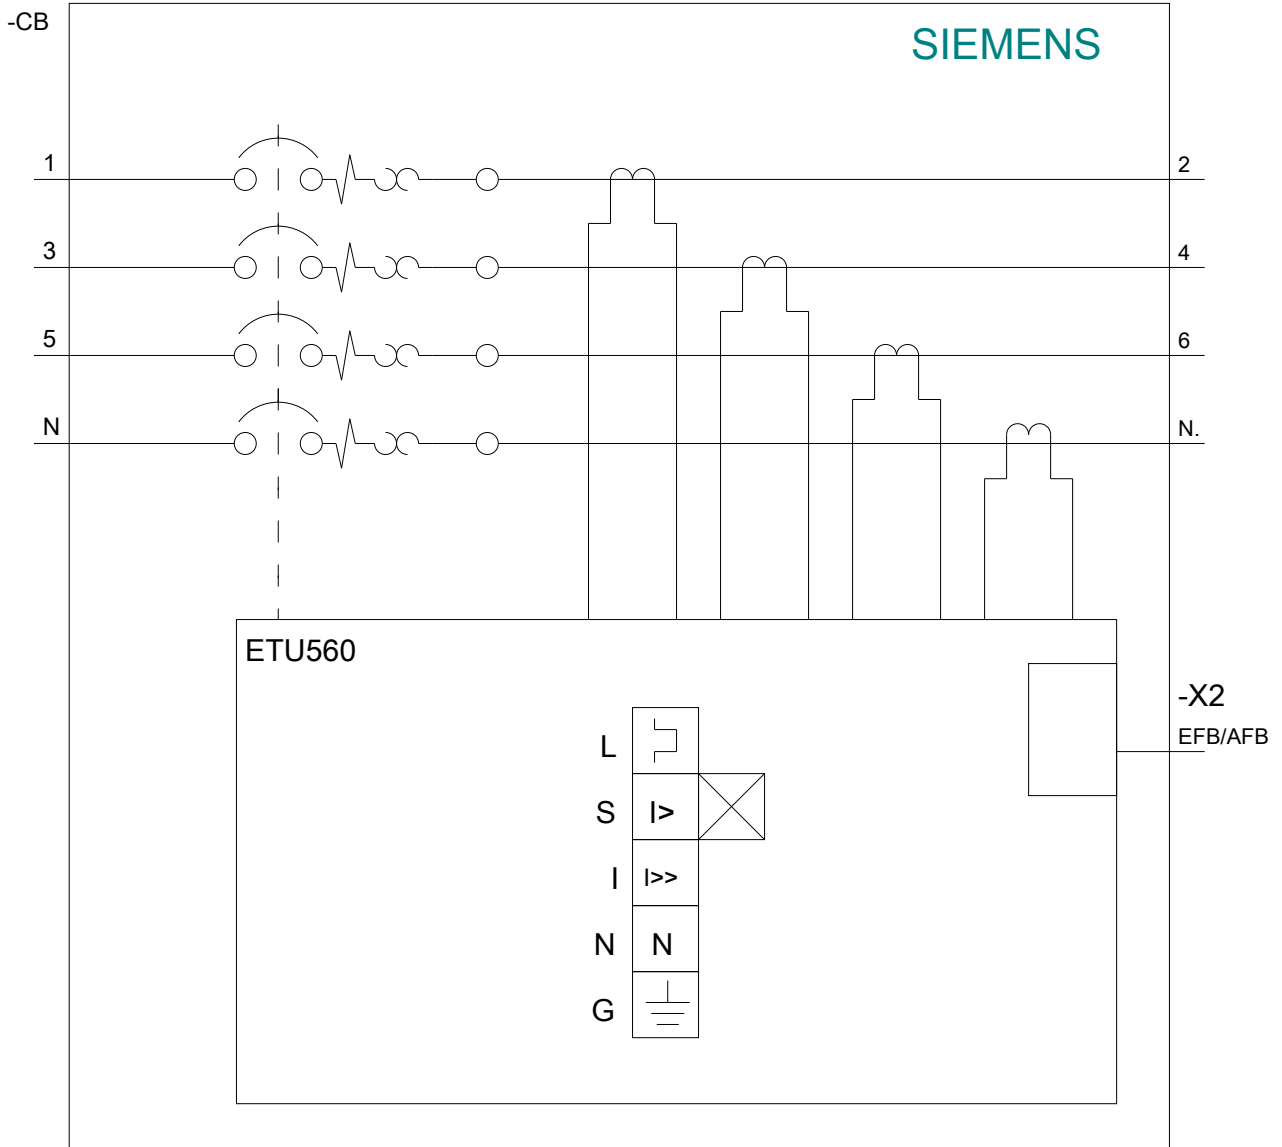 -CB
SIEMENS
1
2
3
4
5
6
N
N.
ETU560
-X2
EFB/AFB
L
S I>
I I>>
N N
G